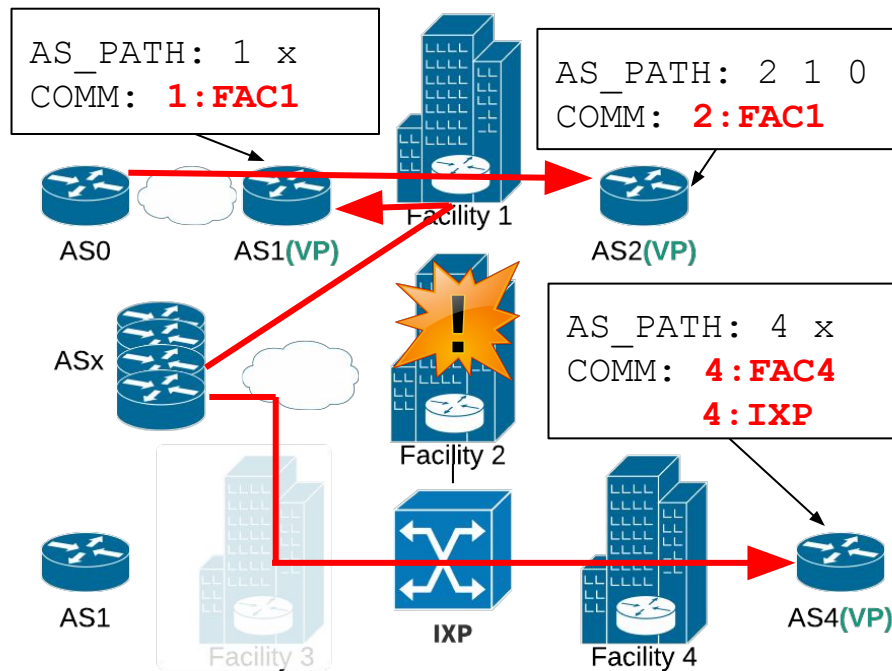 AS_PATH: 1 x
COMM: 1:FAC1
AS_PATH: 2 1 0
COMM: 2:FAC1
Facility 1
AS0
AS1(VP)
AS2(VP)
!
ASx
AS_PATH: 4 x
COMM: 4:FAC4
4:IXP
Facility 2
AS1
Facility 3
IXP
Facility 4
AS4(VP)